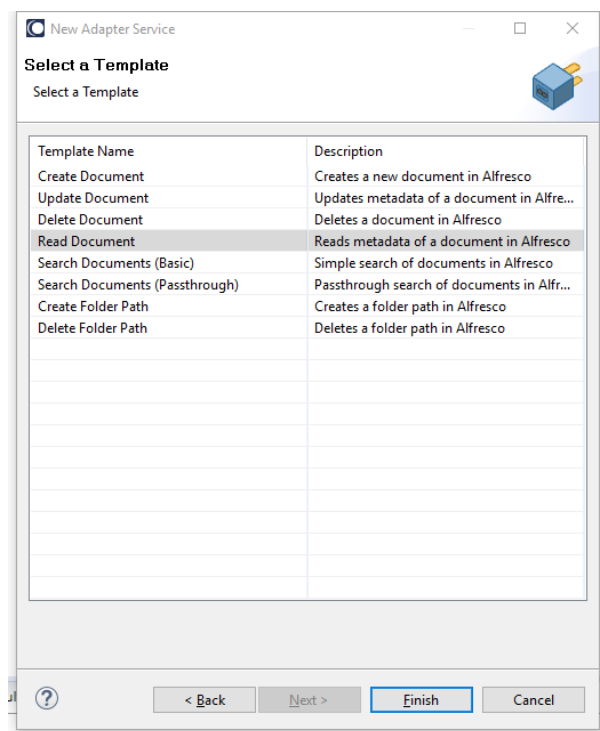 New Adapter Service
Select a Template
Select a Template
Template Name Description
Create Document Creates a new document in Alfresco
Update Document Updates metadata of a document in Alfre...
Delete Document Deletes a document in Alfresco
Read Document Reads metadata of a document in Alfresco
Search Documents (Basic) Simple search of documents in Alfresco
Search Documents (Passthrough) Passthrough search of documents in Alfr...
Create Folder Path Creates a folder path in Alfresco
Delete Folder Path Deletes a folder path in Alfresco
? < Back Next > Finish Cancel